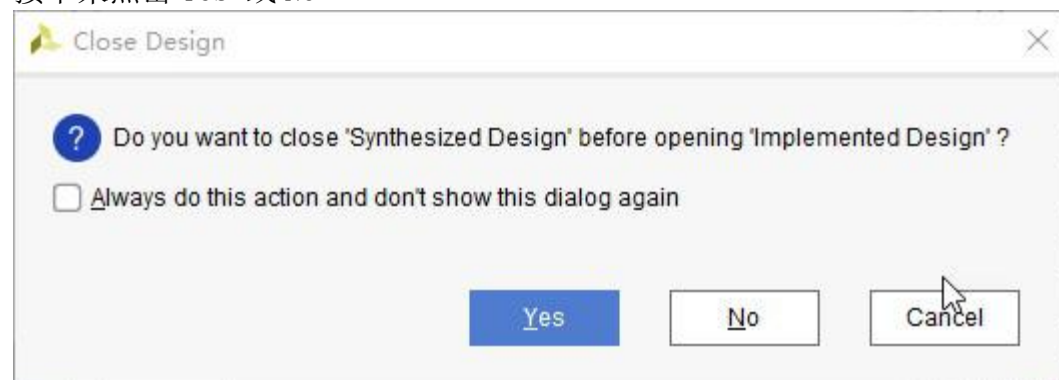 Close Design
Do you want to close 'Synthesized Design' before opening 'Implemented Design' ?
Always do this action and don't show this dialog again
Yes No Cancel